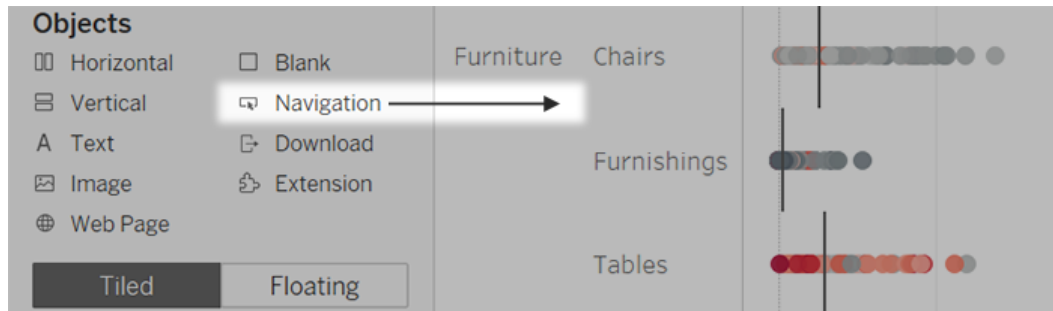 Objects
Horizontal
Blank
Vertical
Navigation
Text
Download
Image
Extension
Web Page
Tiled
Floating
Furniture
Chairs
Furnishings
Tables